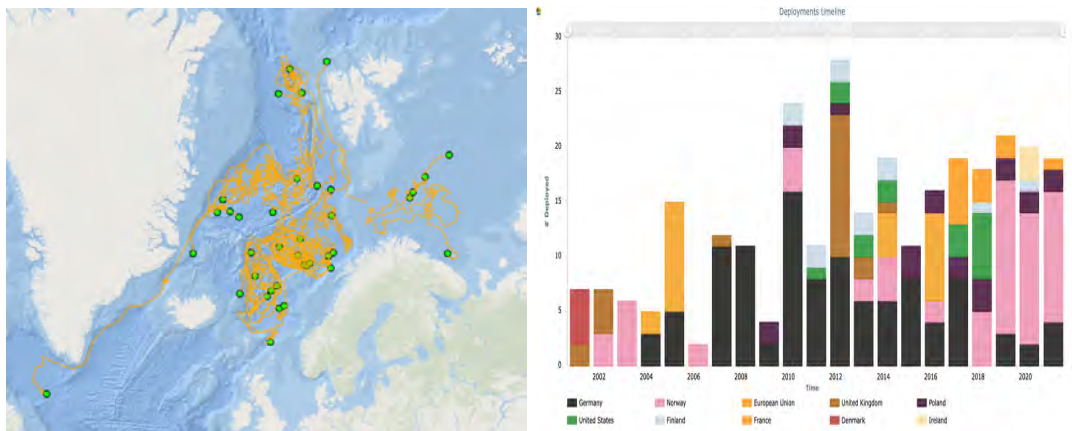 Deployments timeline
30
25
20
15
10
5
0
# Deployed
2002 2004 2006 2008 2010 2012 2014 2016 2018 2020
Time
Germany Norway European Union United Kingdom Poland
United States Finland France Denmark Ireland